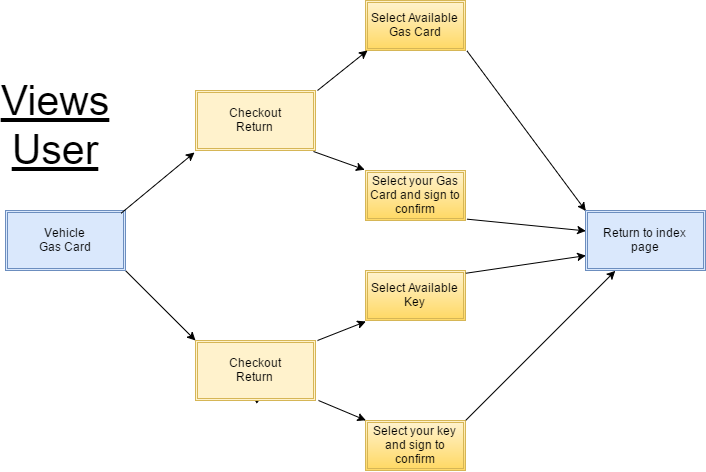 Views
User
Vehicle
Gas Card
Checkout
Return
Select Available
Gas Card
Select your Gas
Card and sign to
confirm
Checkout
Return
Select Available
Key
Select your key
and sign to
confirm
Return to index
page